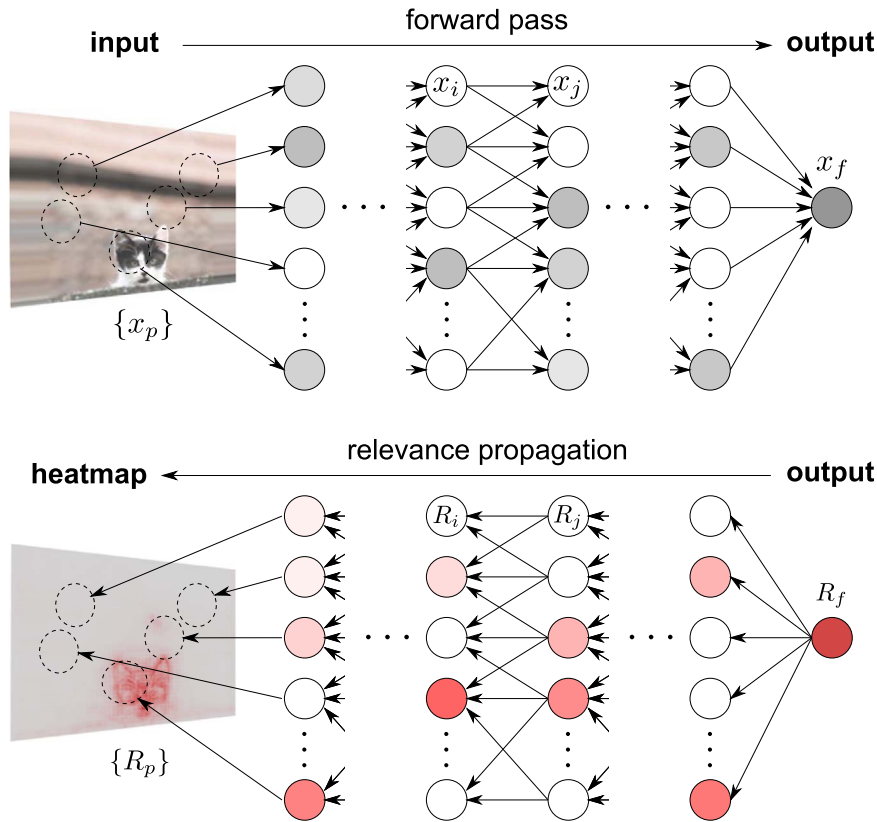 forward pass
input
output
x_i
x_j
x_f
. . .
. . .
{x_p}
relevance propagation
heatmap
output
R_i
R_j
R_f
. . .
. . .
{R_p}